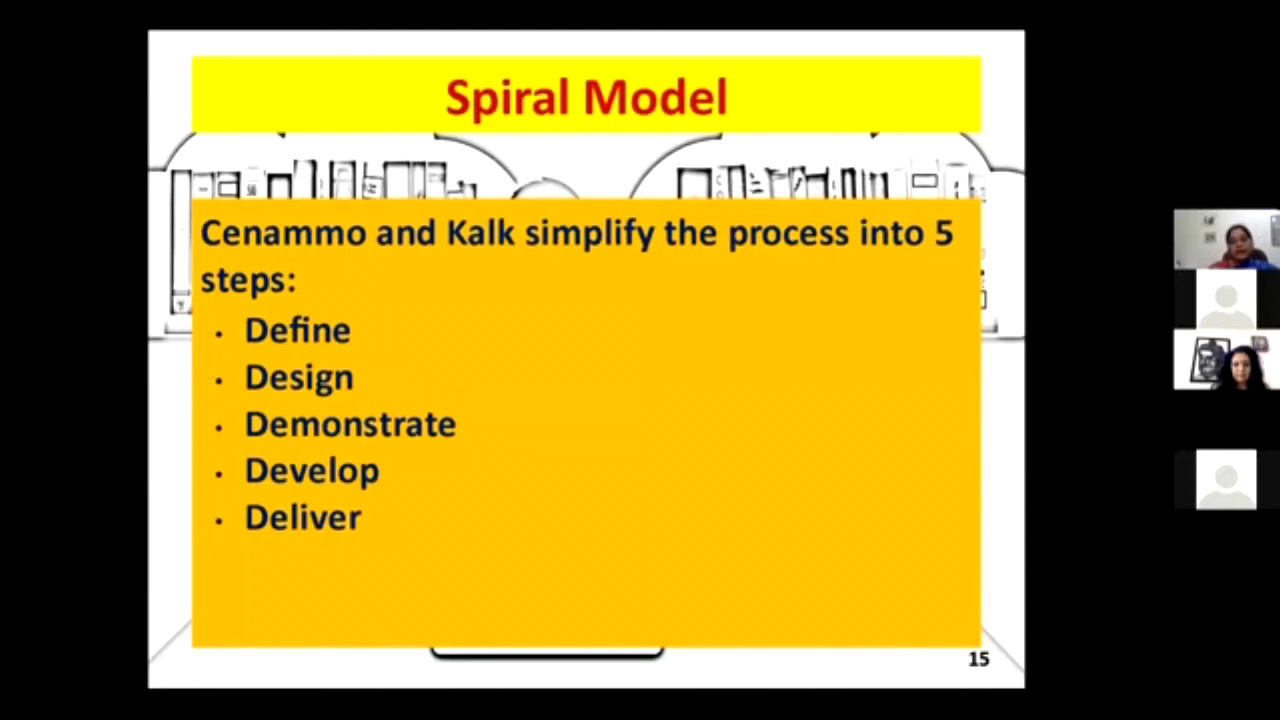 Spiral Model
Cenammo and Kalk simplify the process into 5
steps:
· Define
· Design
· Demonstrate
· Develop
· Deliver
15